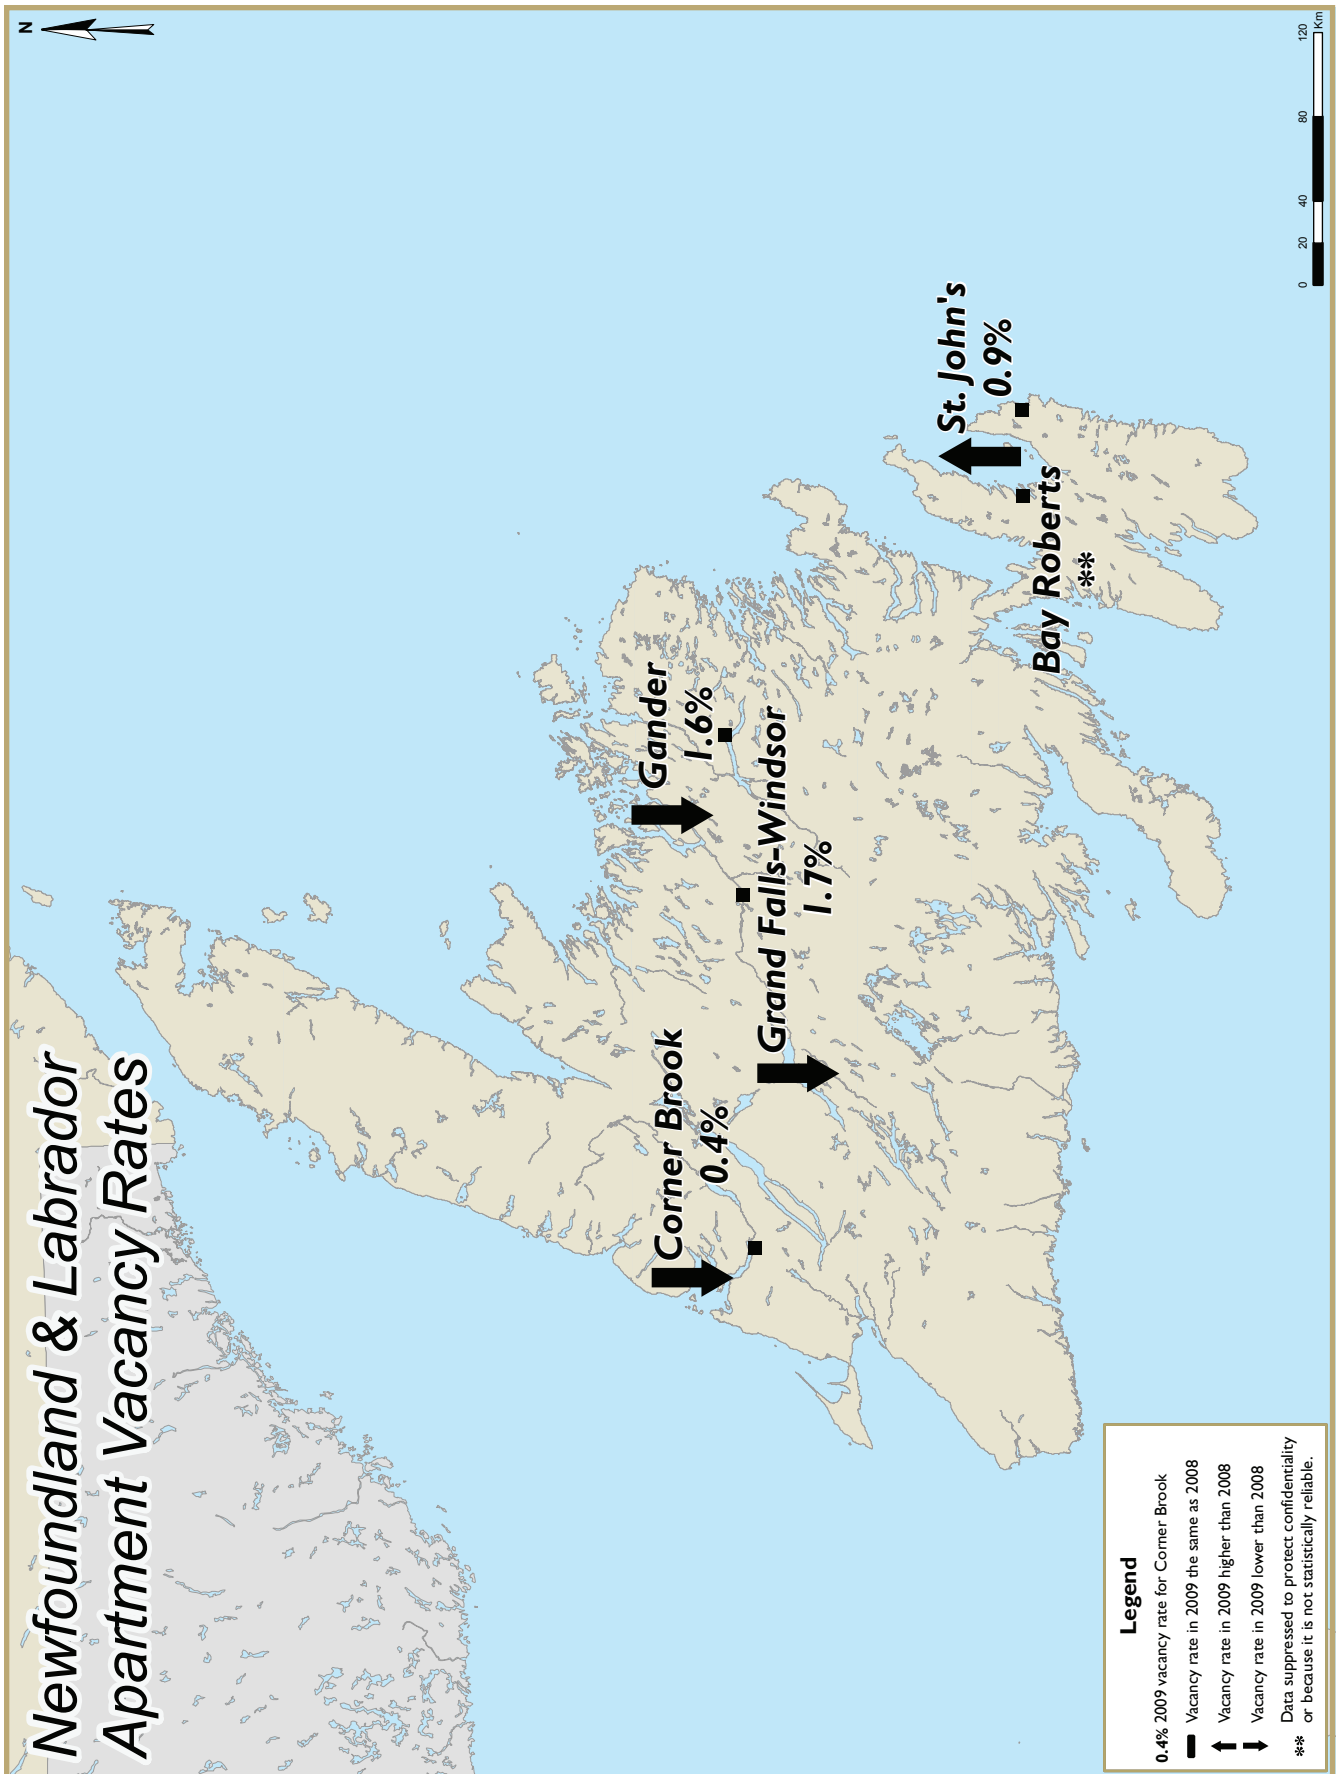 Newfoundland & Labrador
Apartment Vacancy Rates
N
Corner Brook
0.4%
Grand Falls-Windsor
1.7%
Gander
1.6%
St. John's
0.9%
Bay Roberts
**
Legend
0.4% 2009 vacancy rate for Corner Brook
Vacancy rate in 2009 the same as 2008
Vacancy rate in 2009 higher than 2008
Vacancy rate in 2009 lower than 2008
** Data suppressed to protect confidentiality
or because it is not statistically reliable.
0 20 40 80 120
Km